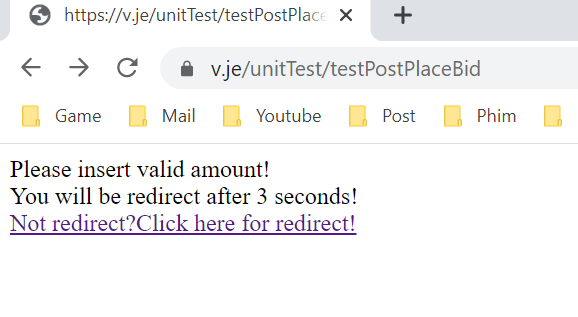 https://v.je/unitTest/testPostPlace
v.je/unitTest/testPostPlaceBid
Game Mail Youtube Post Phim
Please insert valid amount!
You will be redirect after 3 seconds!
Not redirect?Click here for redirect!